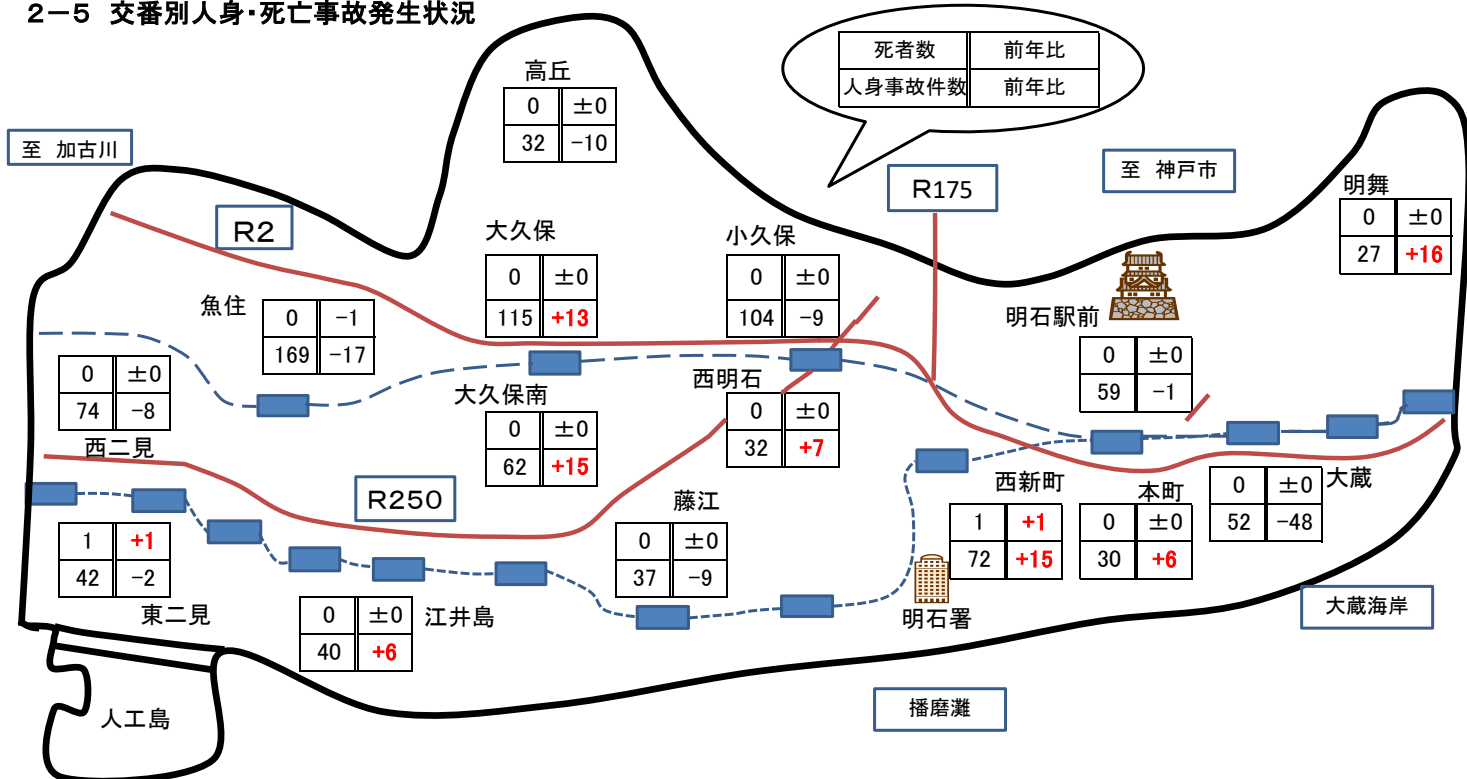 2－5 交番別人身・死亡事故発生状況
死者数 前年比
人身事故件数 前年比
高丘
0 ±0
32 -10
至 加古川
R175
至 神戸市
明舞
0 ±0
27 +16
R2
大久保
0 ±0
115 +13
小久保
0 ±0
104 -9
魚住
0 -1
169 -17
明石駅前
0 ±0
59 -1
0 ±0
74 -8
西二見
大久保南
0 ±0
62 +15
西明石
0 ±0
32 +7
R250
藤江
0 ±0
37 -9
西新町
1 +1
72 +15
本町
0 ±0
30 +6
大蔵
0 ±0
52 -48
1 +1
42 -2
東二見
江井島
0 ±0
40 +6
明石署
大蔵海岸
播磨灘
人工島